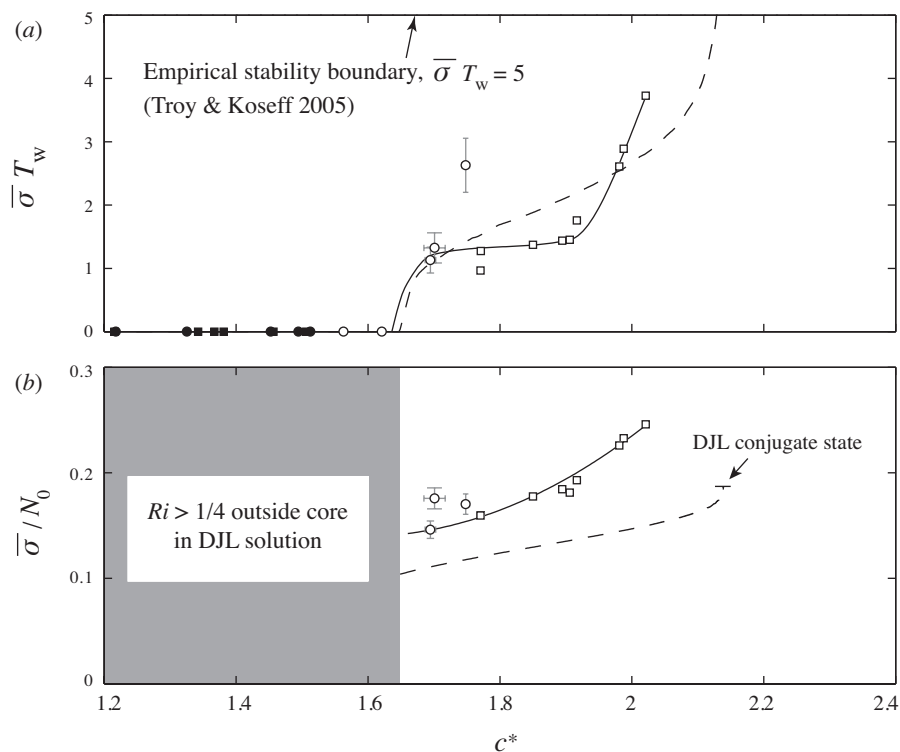 (a)
5
4
3
2
1
0
σ̅ T_w
Empirical stability boundary, σ̅ T_w = 5
(Troy & Koseff 2005)
(b)
0.3
0.2
0.1
0
σ̅ / N_0
Ri > 1/4 outside core
in DJL solution
DJL conjugate state
1.2 1.4 1.6 1.8 2 2.2 2.4
c*